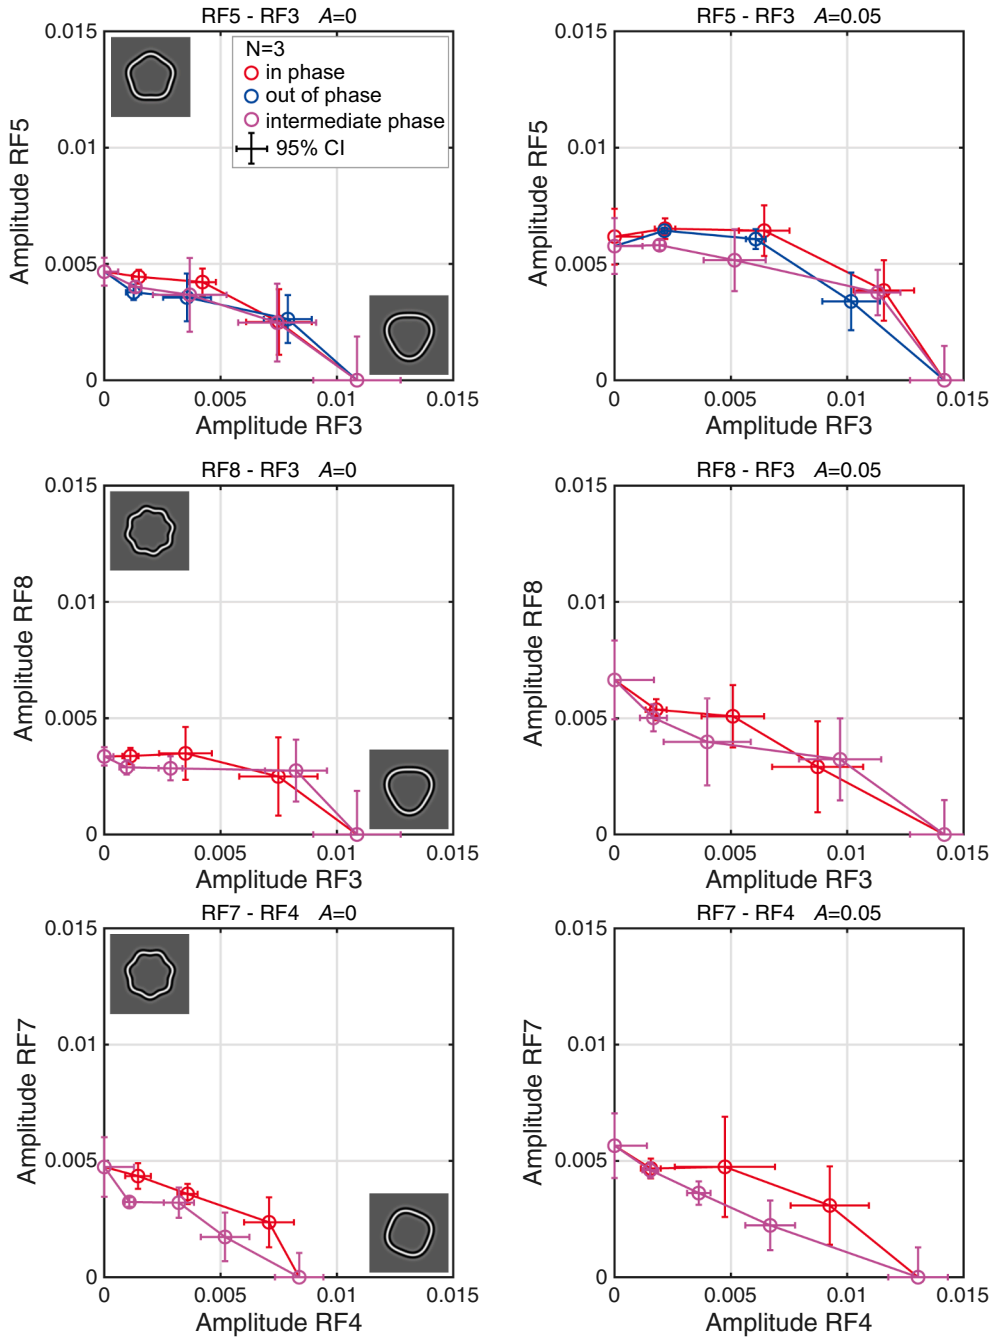 RF5 - RF3 A=0
0.015
0.01
0.005
0
Amplitude RF5
N=3
in phase
out of phase
intermediate phase
95% CI
0 0.005 0.01 0.015
Amplitude RF3
RF5 - RF3 A=0.05
0.015
0.01
0.005
0
Amplitude RF5
0 0.005 0.01 0.015
Amplitude RF3
RF8 - RF3 A=0
0.015
0.01
0.005
0
Amplitude RF8
0 0.005 0.01 0.015
Amplitude RF3
RF8 - RF3 A=0.05
0.015
0.01
0.005
0
Amplitude RF8
0 0.005 0.01 0.015
Amplitude RF3
RF7 - RF4 A=0
0.015
0.01
0.005
0
Amplitude RF7
0 0.005 0.01 0.015
Amplitude RF4
RF7 - RF4 A=0.05
0.015
0.01
0.005
0
Amplitude RF7
0 0.005 0.01 0.015
Amplitude RF4